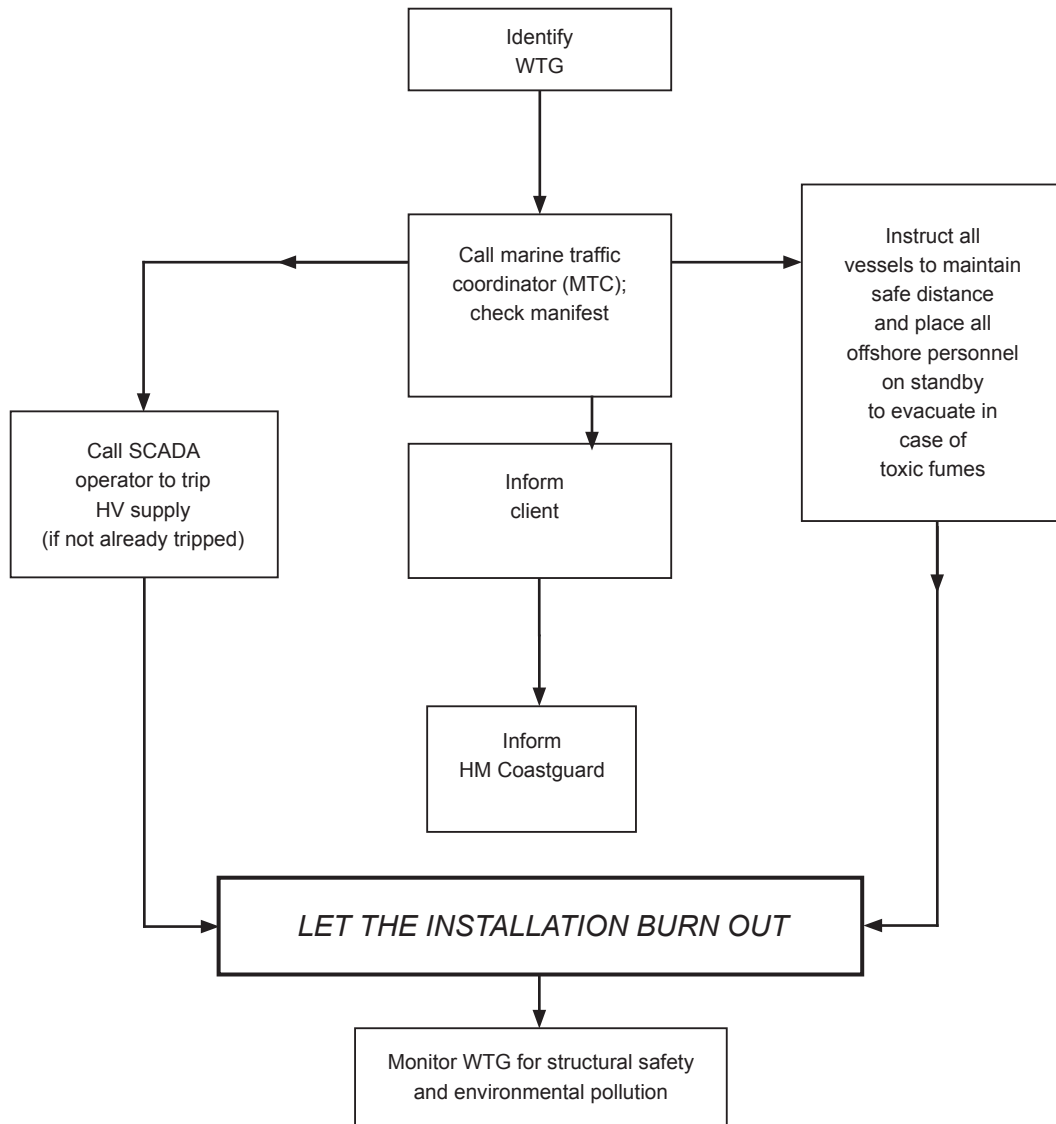 Identify
WTG
Call marine traffic
coordinator (MTC);
check manifest
Instruct all
vessels to maintain
safe distance
and place all
offshore personnel
on standby
to evacuate in
case of
toxic fumes
Call SCADA
operator to trip
HV supply
(if not already tripped)
Inform
client
Inform
HM Coastguard
LET THE INSTALLATION BURN OUT
Monitor WTG for structural safety
and environmental pollution